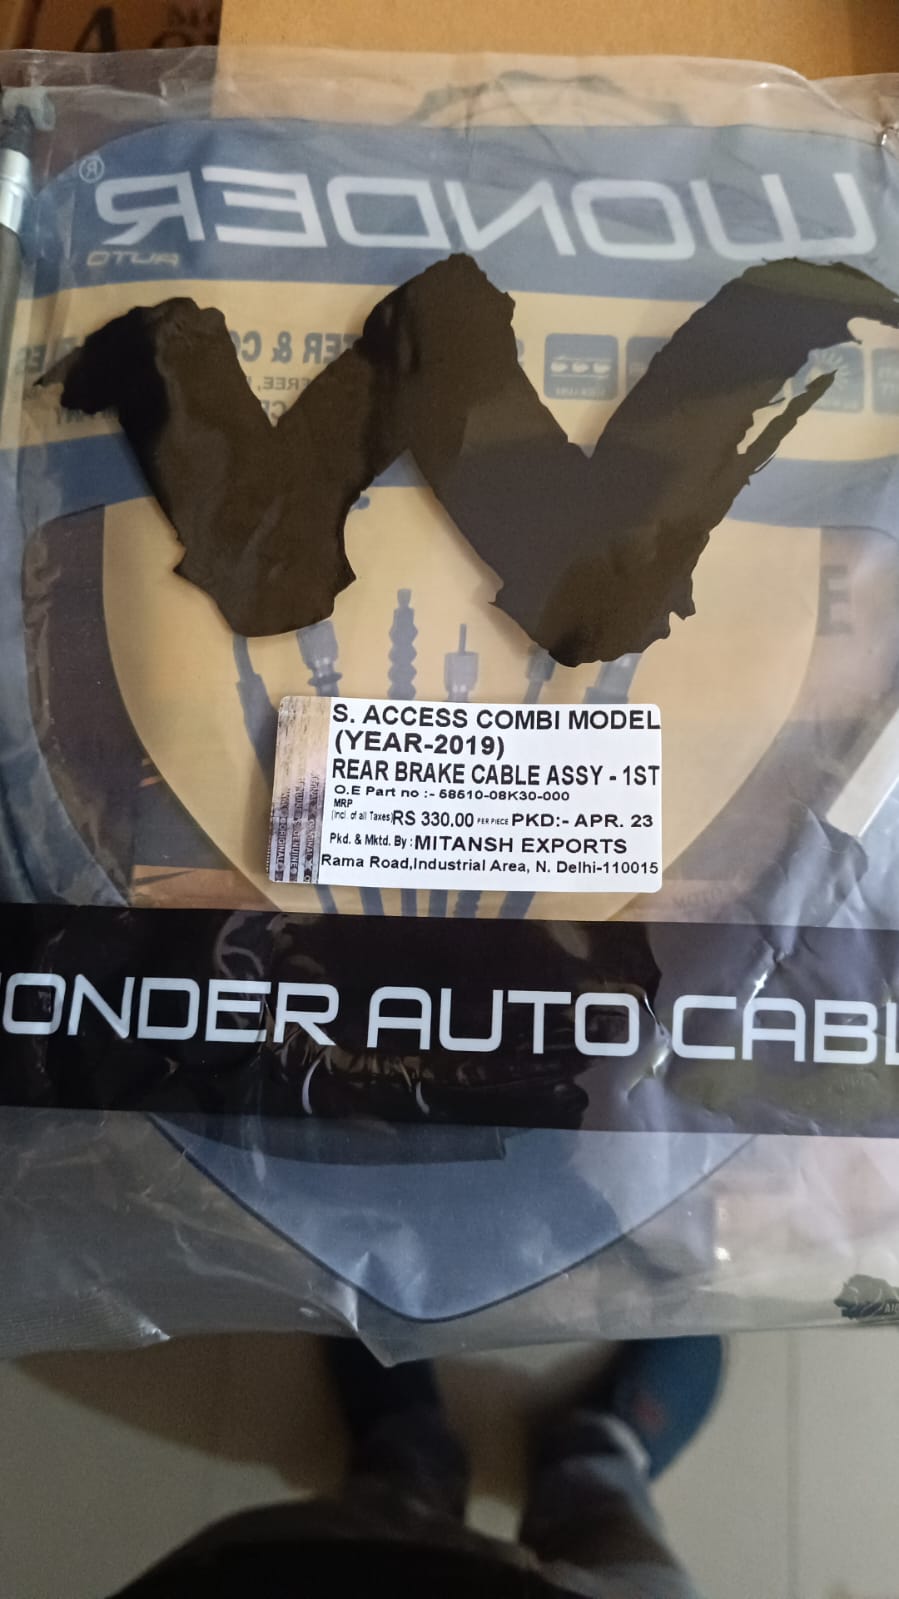 WONDER®
AUTO
S. ACCESS COMBI MODEL
(YEAR-2019)
REAR BRAKE CABLE ASSY - 1ST
O.E Part no :- 58510-08K30-000
MRP
(Incl. of all Taxes) RS 330.00 PER PIECE PKD:- APR. 23
Pkd. & Mktd. By : MITANSH EXPORTS
Rama Road,Industrial Area, N. Delhi-110015
ONDER AUTO CABL